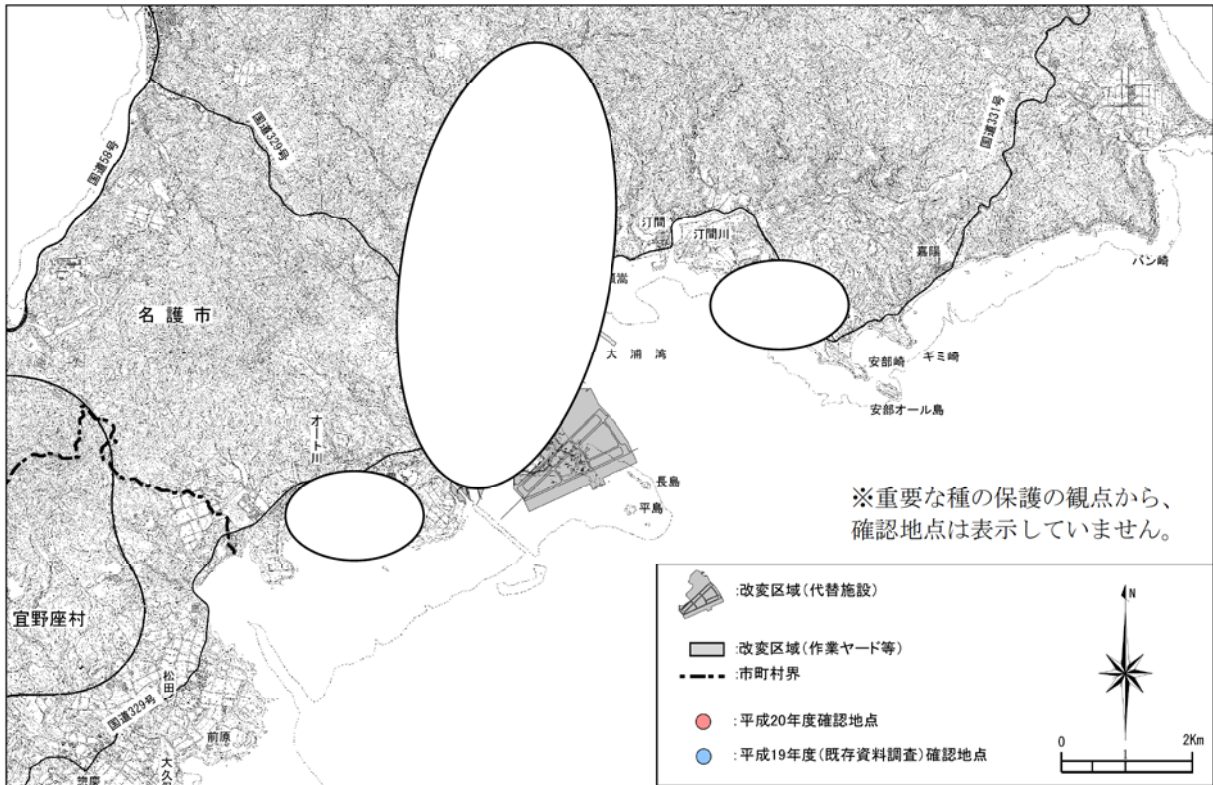 国道58号
国道329号
国道331号
汀間
汀間川
嘉陽
バン崎
嵩
名護市
大浦湾
安部崎
ギミ崎
安部オール島
オート川
長島
平島
※重要な種の保護の観点から、
確認地点は表示していません。
宜野座村
松田
国道329号
前原
大久
惣慶
:改変区域(代替施設)
:改変区域(作業ヤード等)
:市町村界
:平成20年度確認地点
:平成19年度(既存資料調査)確認地点
N
0 2Km